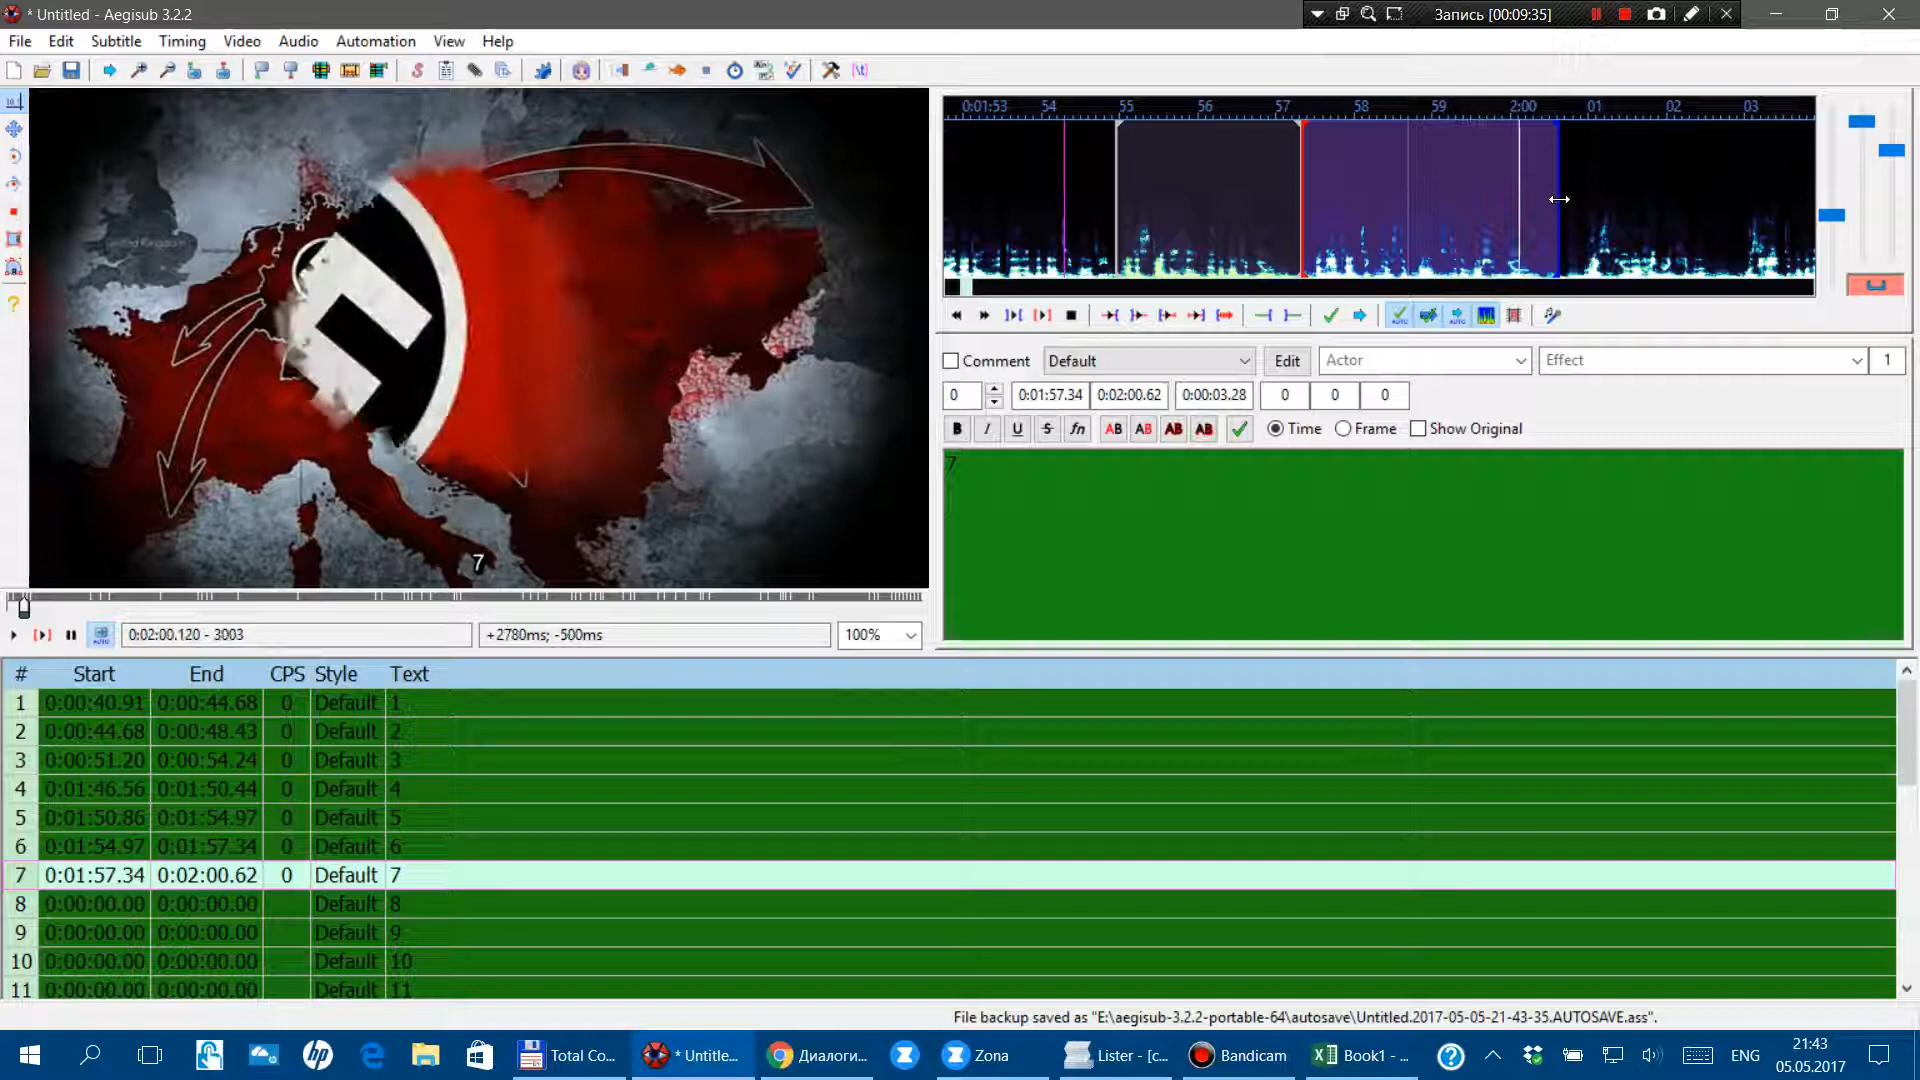 * Untitled - Aegisub 3.2.2
Запись [00:09:35]
File Edit Subtitle Timing Video Audio Automation View Help
0:01:53 54 55 56 57 58 59 2:00 01 02 03
United Kingdom
7
Comment Default Edit Actor Effect 1
0 0:01:57.34 0:02:00.62 0:00:03.28 0 0 0
B I U S fn AB AB AB AB Time Frame Show Original
7
AUTO 0:02:00.120 - 3003 +2780ms; -500ms 100%
# Start End CPS Style Text
1 0:00:40.91 0:00:44.68 0 Default 1
2 0:00:44.68 0:00:48.43 0 Default 2
3 0:00:51.20 0:00:54.24 0 Default 3
4 0:01:46.56 0:01:50.44 0 Default 4
5 0:01:50.86 0:01:54.97 0 Default 5
6 0:01:54.97 0:01:57.34 0 Default 6
7 0:01:57.34 0:02:00.62 0 Default 7
8 0:00:00.00 0:00:00.00 Default 8
9 0:00:00.00 0:00:00.00 Default 9
10 0:00:00.00 0:00:00.00 Default 10
11 0:00:00.00 0:00:00.00 Default 11
File backup saved as "E:\aegisub-3.2.2-portable-64\autosave\Untitled.2017-05-05-21-43-35.AUTOSAVE.ass".
Total Co... * Untitle... Диалоги... Zona Lister - [c... Bandicam Book1 - ... ENG 21:43
05.05.2017